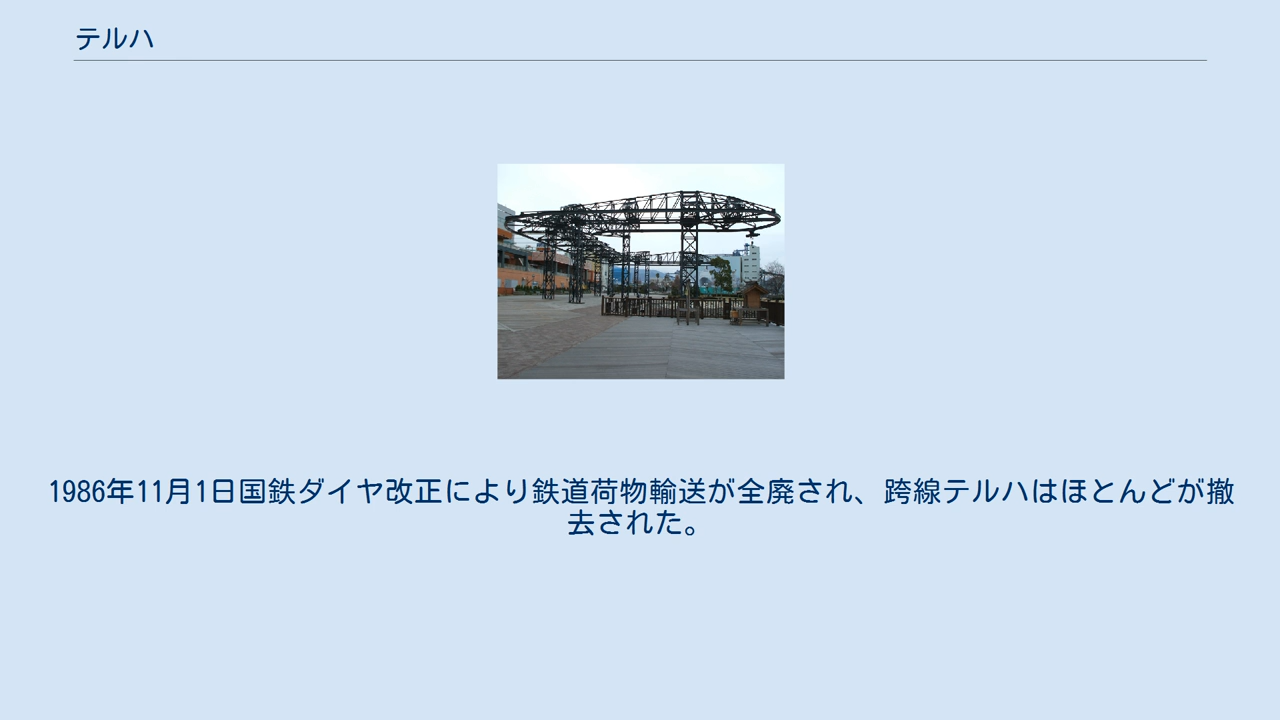 テルハ
1986年11月1日国鉄ダイヤ改正により鉄道荷物輸送が全廃され、跨線テルハはほとんどが撤
去された。